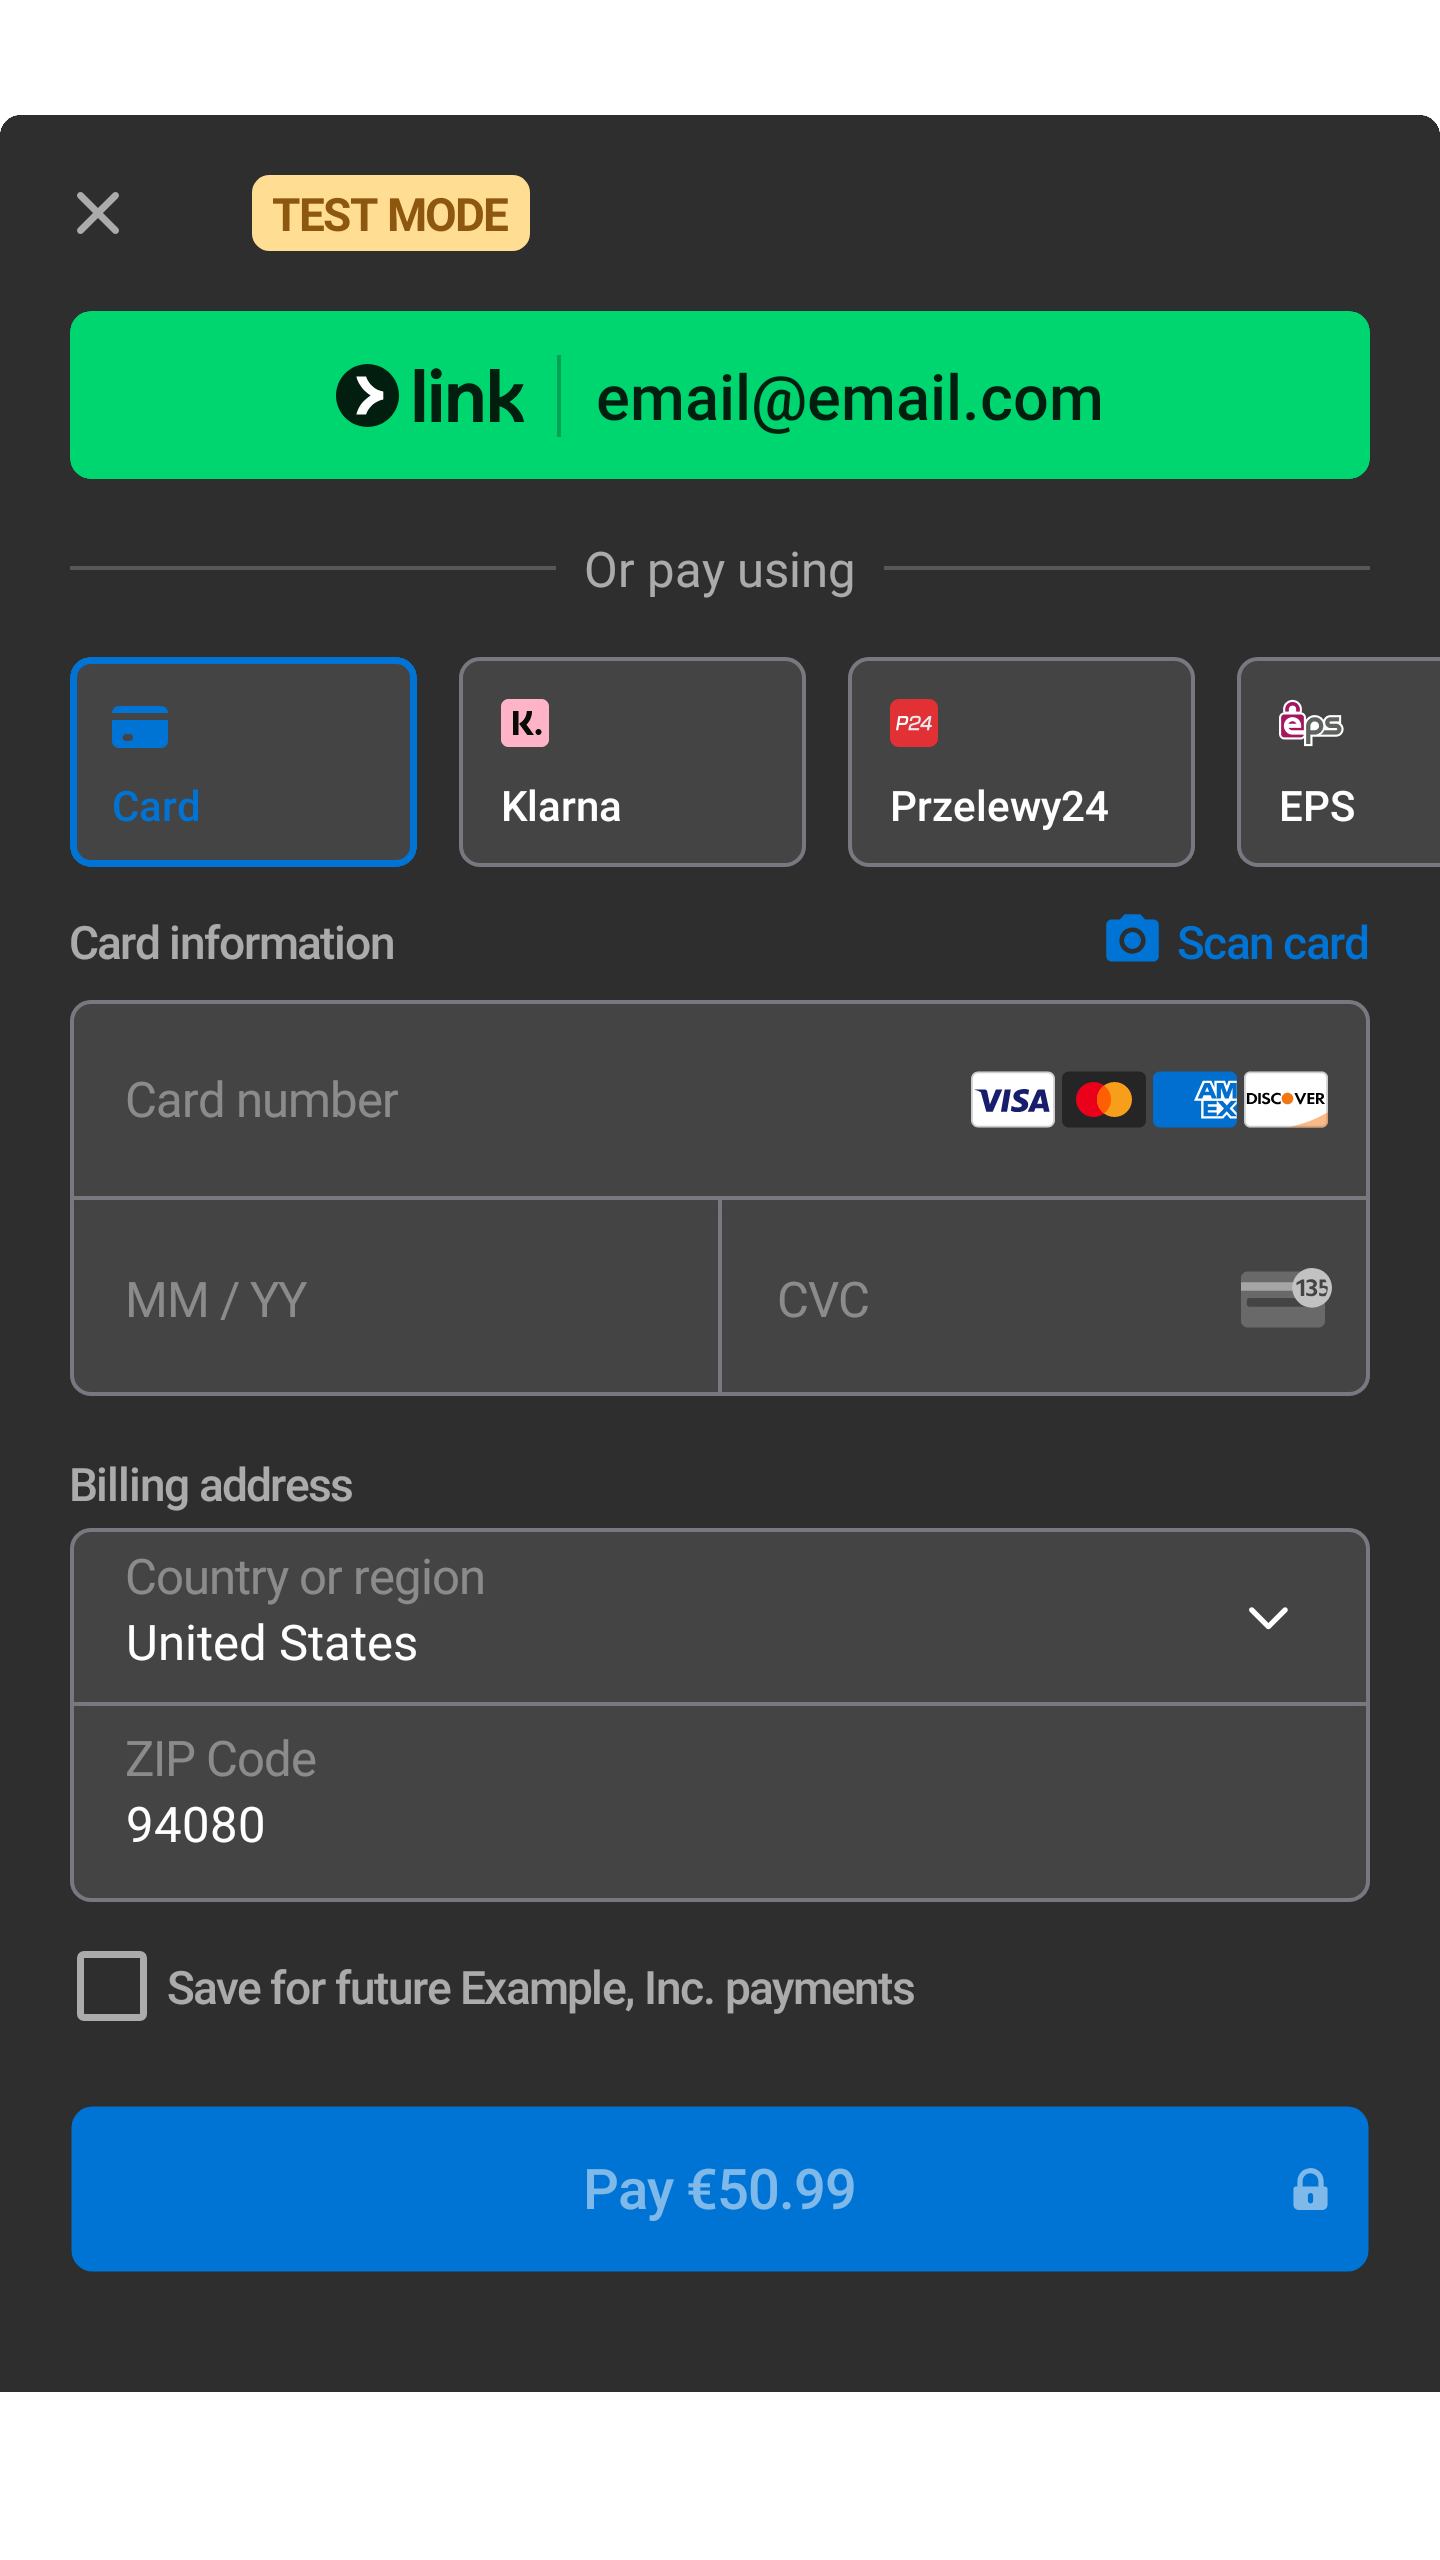 TEST MODE
link email@email.com
Or pay using
K. P24 eps
Card Klarna Przelewy24 EPS
Card information Scan card
Card number VISA AM EX DISCOVER
MM / YY CVC 135
Billing address
Country or region
United States
ZIP Code
94080
Save for future Example, Inc. payments
Pay €50.99